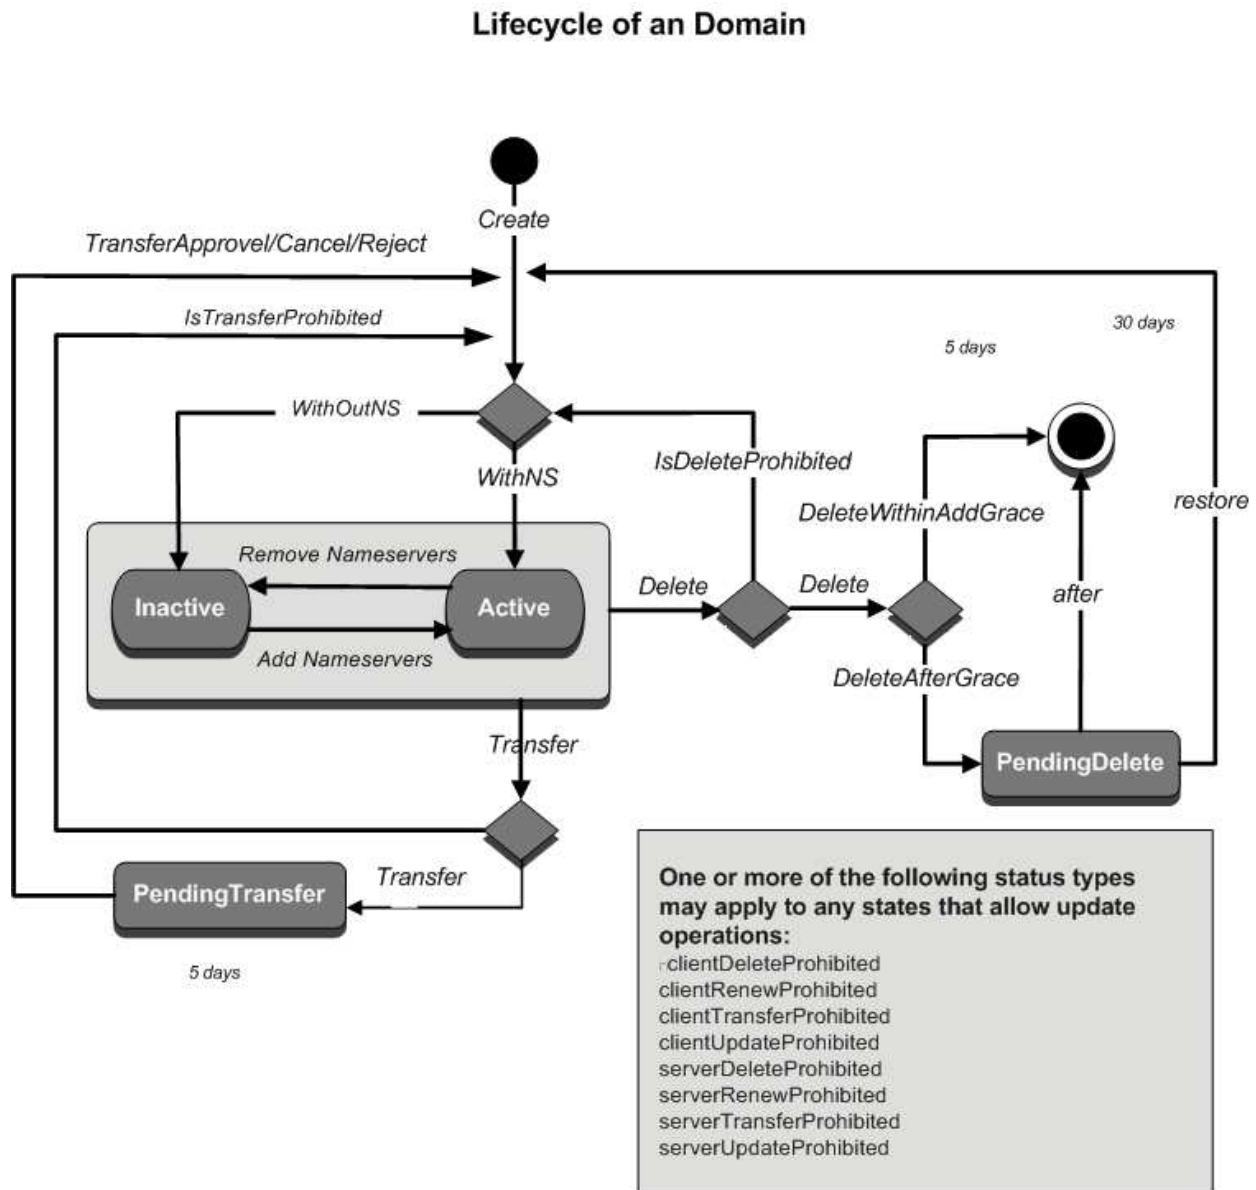 Lifecycle of an Domain
Create
TransferApprovel/Cancel/Reject
IsTransferProhibited
30 days
5 days
WithOutNS
IsDeleteProhibited
WithNS
DeleteWithinAddGrace
restore
Remove Nameservers
Inactive
Active
Delete
Delete
after
Add Nameservers
DeleteAfterGrace
Transfer
PendingDelete
Transfer
PendingTransfer
5 days
One or more of the following status types
may apply to any states that allow update
operations:
clientDeleteProhibited
clientRenewProhibited
clientTransferProhibited
clientUpdateProhibited
serverDeleteProhibited
serverRenewProhibited
serverTransferProhibited
serverUpdateProhibited